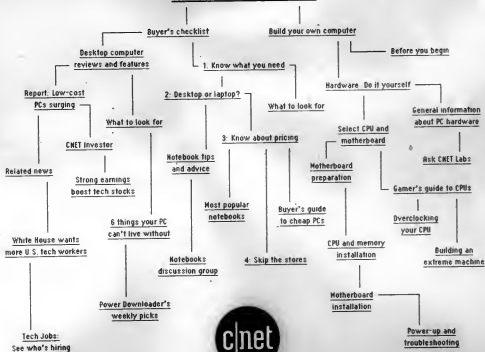 Buyer's checklist
Build your own computer
Desktop computer
reviews and features
Before you begin
1. Know what you need
Report: Low-cost
PCs surging
2: Desktop or laptop?
Hardware Do it yourself
What to look for
General information
about PC hardware
What to look for
3: Know about pricing
Select CPU and
motherboard
CNET Investor
Notebook tips
and advice
Motherboard
preparation
Ask CNET Labs
Related news
Strong earnings
boost tech stocks
Gamer's guide to CPUs
Most popular
notebooks
Buyer's guide
to cheap PCs
Overclocking
your CPU
6 things your PC
can't live without
White House wants
more U.S. tech workers
CPU and memory
installation
Building an
extreme machine
Notebooks
discussion group
4: Skip the stores
Power Downloader's
weekly picks
Motherboard
installation
c|net
Tech Jobs:
See who's hiring
Power-up and
troubleshooting